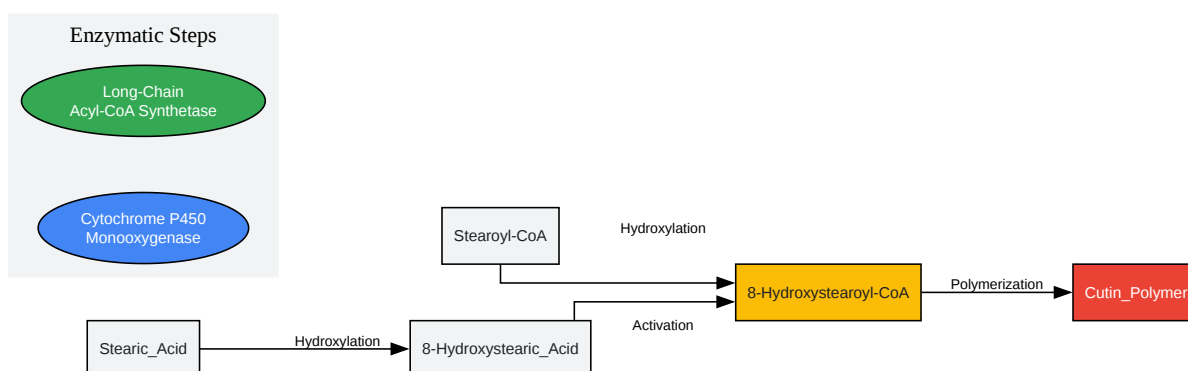 Enzymatic Steps
Long-Chain
Acyl-CoA Synthetase
Cytochrome P450
Monooxygenase
Stearoyl-CoA
Hydroxylation
8-Hydroxystearoyl-CoA
Polymerization
Cutin_Polymer
Activation
Stearic_Acid
Hydroxylation
8-Hydroxystearic_Acid